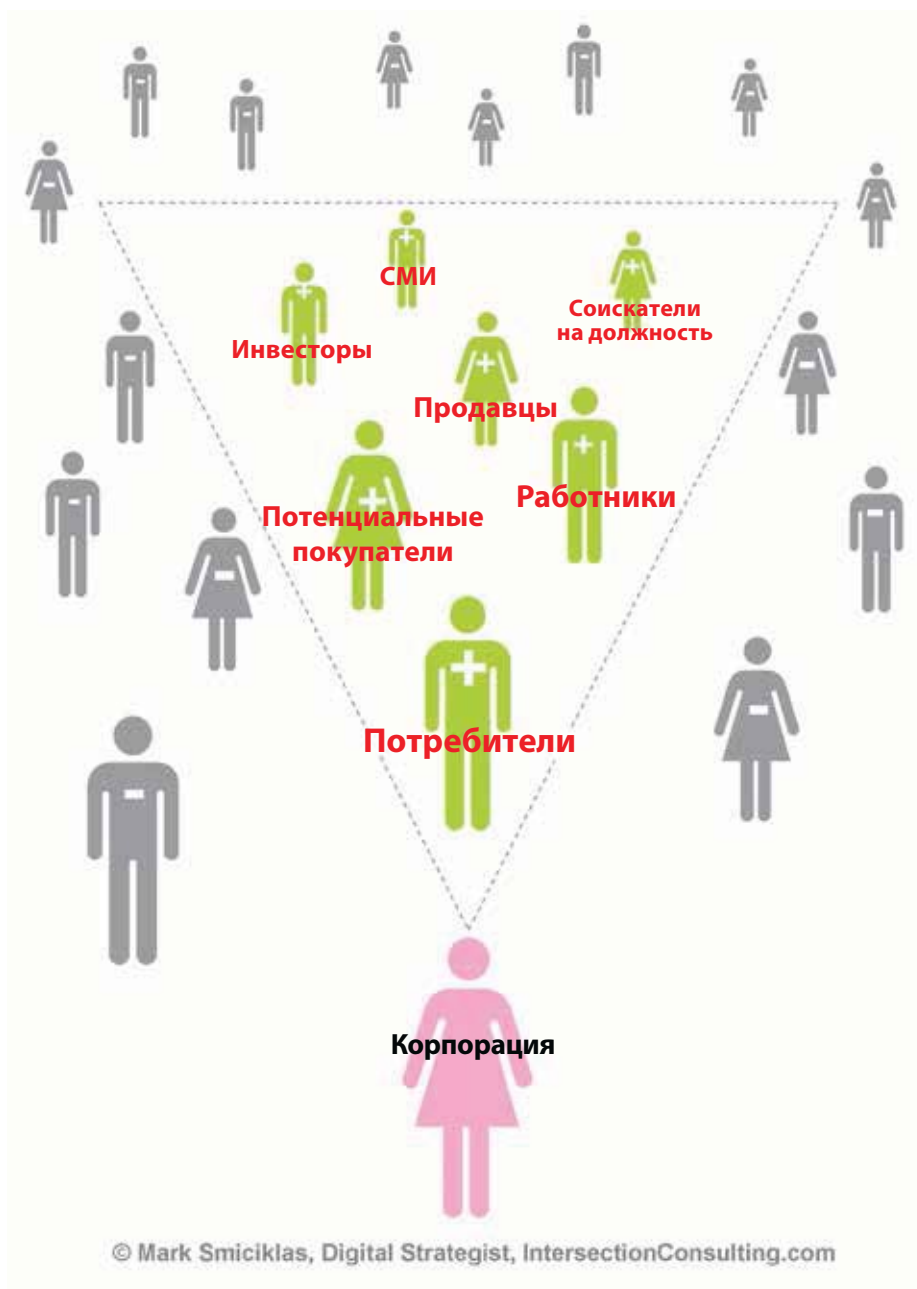 СМИ
Соискатели
на должность
Инвесторы
Продавцы
Работники
Потенциальные
покупатели
Потребители
Корпорация
© Mark Smiciklas, Digital Strategist, IntersectionConsulting.com